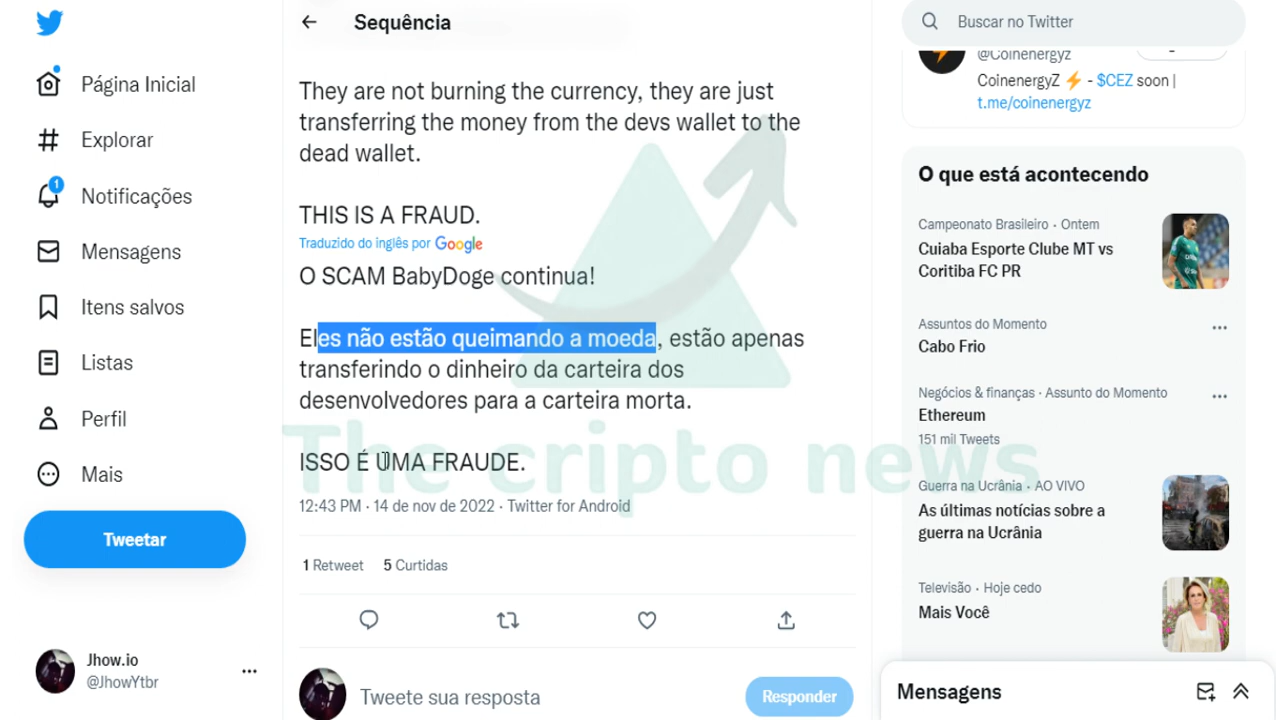 Sequência
Buscar no Twitter
Página Inicial
Explorar
1
Notificações
Mensagens
Itens salvos
Listas
Perfil
Mais
Tweetar
Jhow.io
@JhowYtbr
They are not burning the currency, they are just
transferring the money from the devs wallet to the
dead wallet.
THIS IS A FRAUD.
Traduzido do inglês por Google
O SCAM BabyDoge continua!
Eles não estão queimando a moeda, estão apenas
transferindo o dinheiro da carteira dos
desenvolvedores para a carteira morta.
ISSO É UMA FRAUDE.
12:43 PM · 14 de nov de 2022 · Twitter for Android
1 Retweet 5 Curtidas
Tweete sua resposta
Responder
The cripto news
@Coinenergyz
CoinenergyZ ⚡ - $CEZ soon |
t.me/coinenergyz
O que está acontecendo
Campeonato Brasileiro · Ontem
Cuiaba Esporte Clube MT vs
Coritiba FC PR
Assuntos do Momento
Cabo Frio
Negócios & finanças · Assunto do Momento
Ethereum
151 mil Tweets
Guerra na Ucrânia · AO VIVO
As últimas notícias sobre a
guerra na Ucrânia
Televisão · Hoje cedo
Mais Você
Mensagens